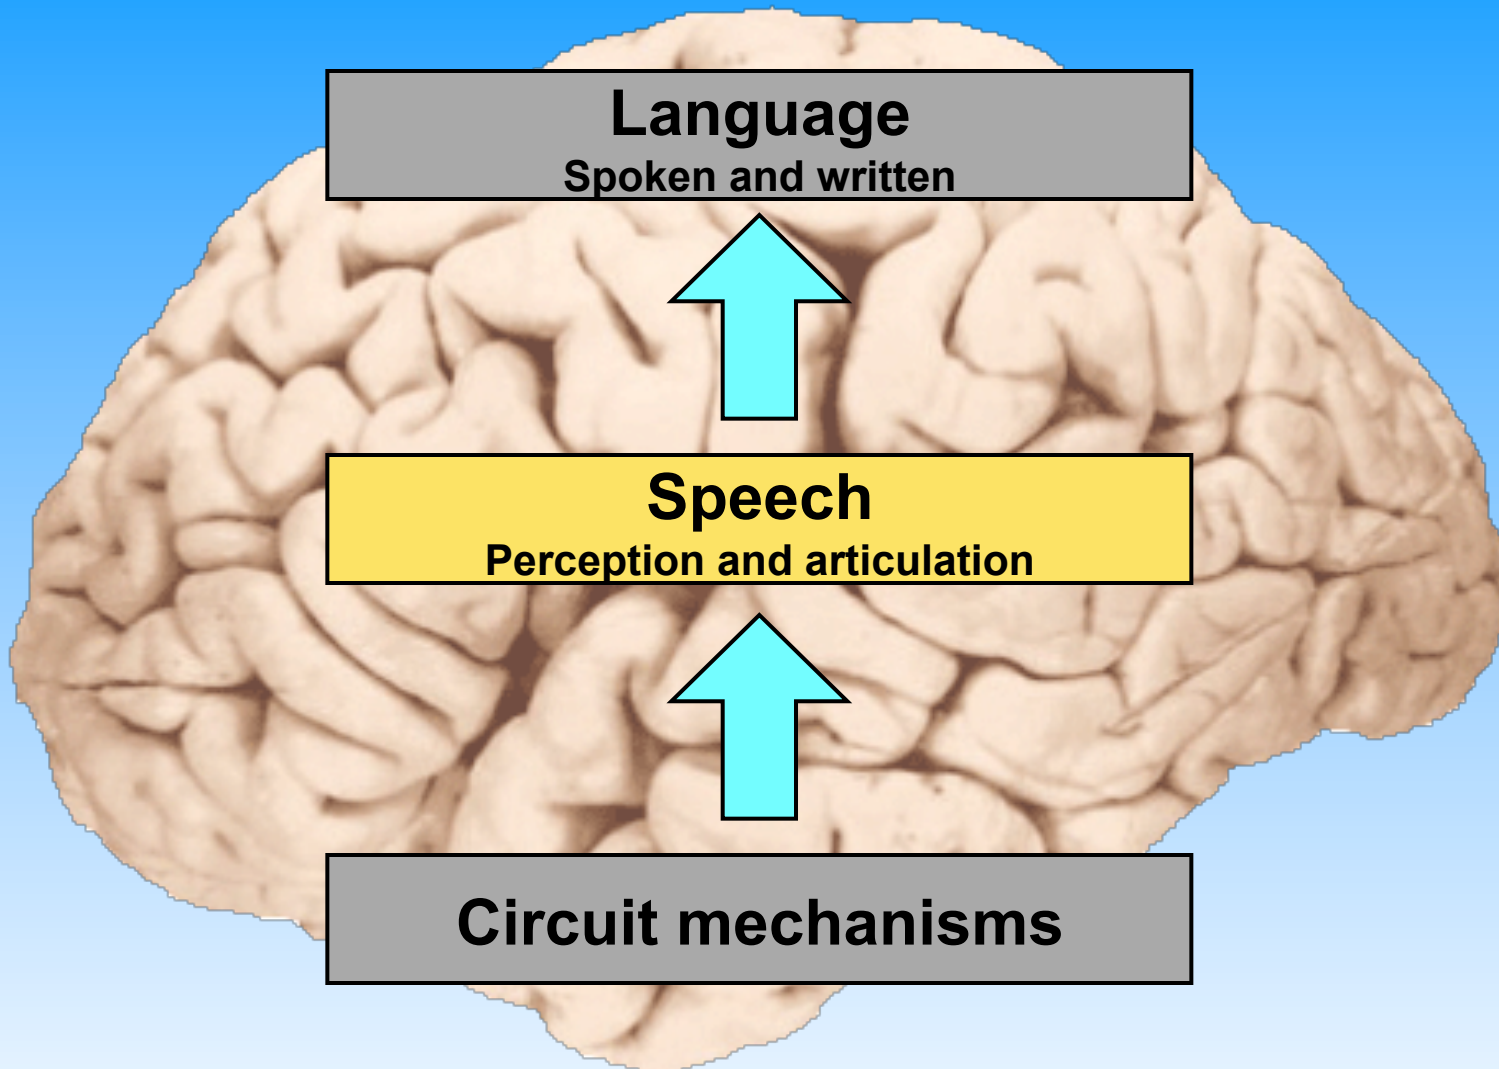 Language
Spoken and written
Speech
Perception and articulation
Circuit mechanisms